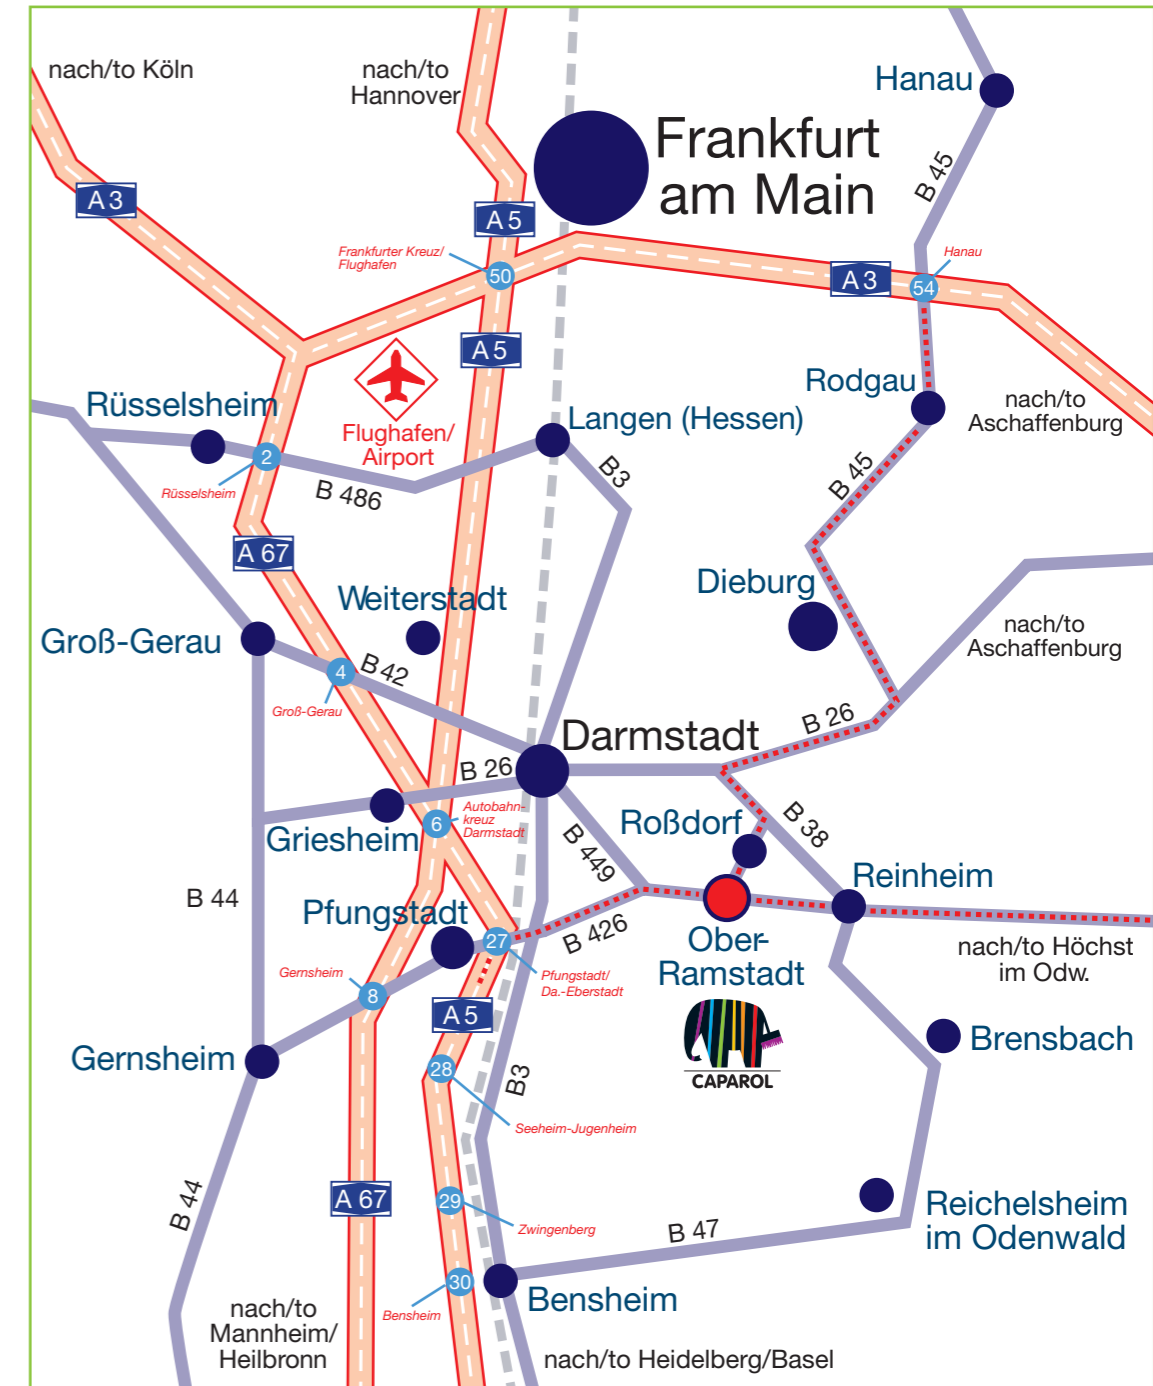 nach/to Köln
nach/to
Hannover
Hanau
Frankfurt
am Main
B 45
A 3
A 5
Frankfurter Kreuz/
Flughafen
50
A 3
Hanau
54
A 5
Rodgau
nach/to
Aschaffenburg
Rüsselsheim
Langen (Hessen)
Flughafen/
Airport
2
Rüsselsheim
B 486
B3
B 45
A 67
Weiterstadt
Dieburg
Groß-Gerau
nach/to
Aschaffenburg
4
B 42
Groß-Gerau
B 26
Darmstadt
B 26
Autobahn-
kreuz
Darmstadt
6
Griesheim
Roßdorf
B 38
B 449
Reinheim
B 44
Pfungstadt
B 426
27
Ober-
Ramstadt
nach/to Höchst
im Odw.
Gernsheim
8
Pfungstadt/
Da.-Eberstadt
A 5
Brensbach
Gernsheim
28
B3
CAPAROL
Seeheim-Jugenheim
B 44
A 67
29
Zwingenberg
B 47
Reichelsheim
im Odenwald
30
Bensheim
Bensheim
nach/to
Mannheim/
Heilbronn
nach/to Heidelberg/Basel